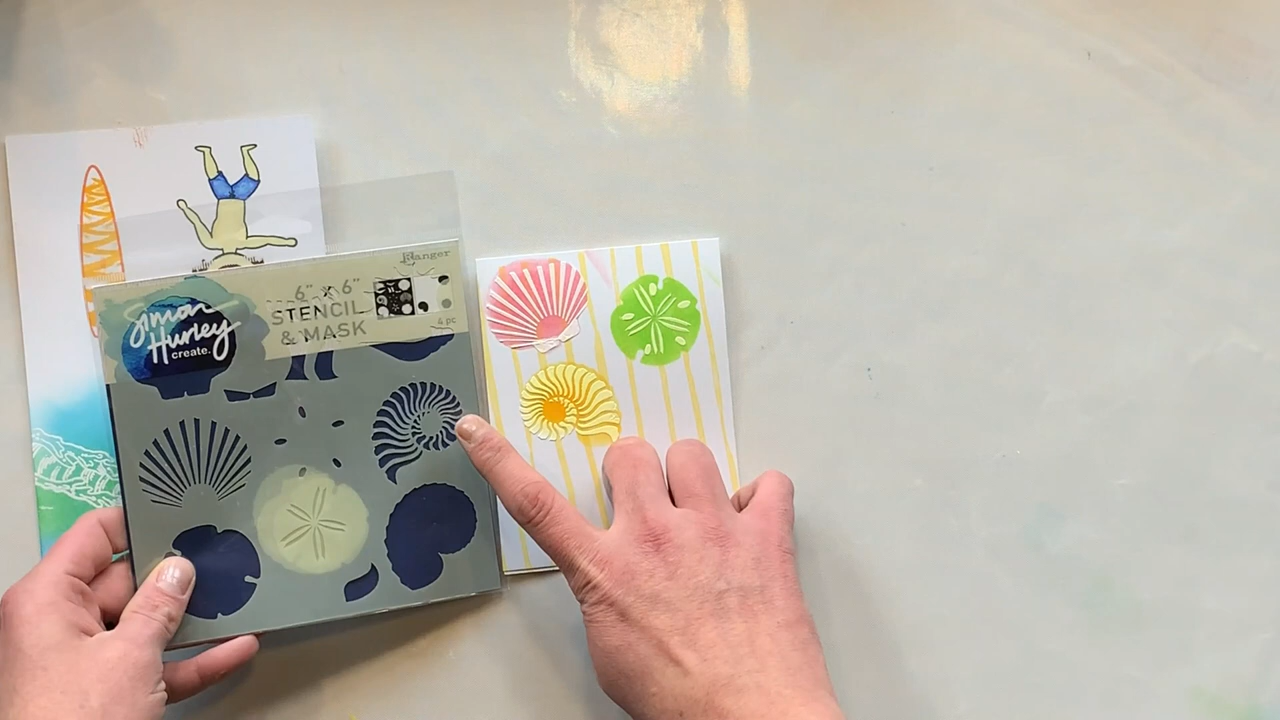 Ranger
Simon
Hurley
create.
6" x 6"
STENCIL
& MASK
4 pc